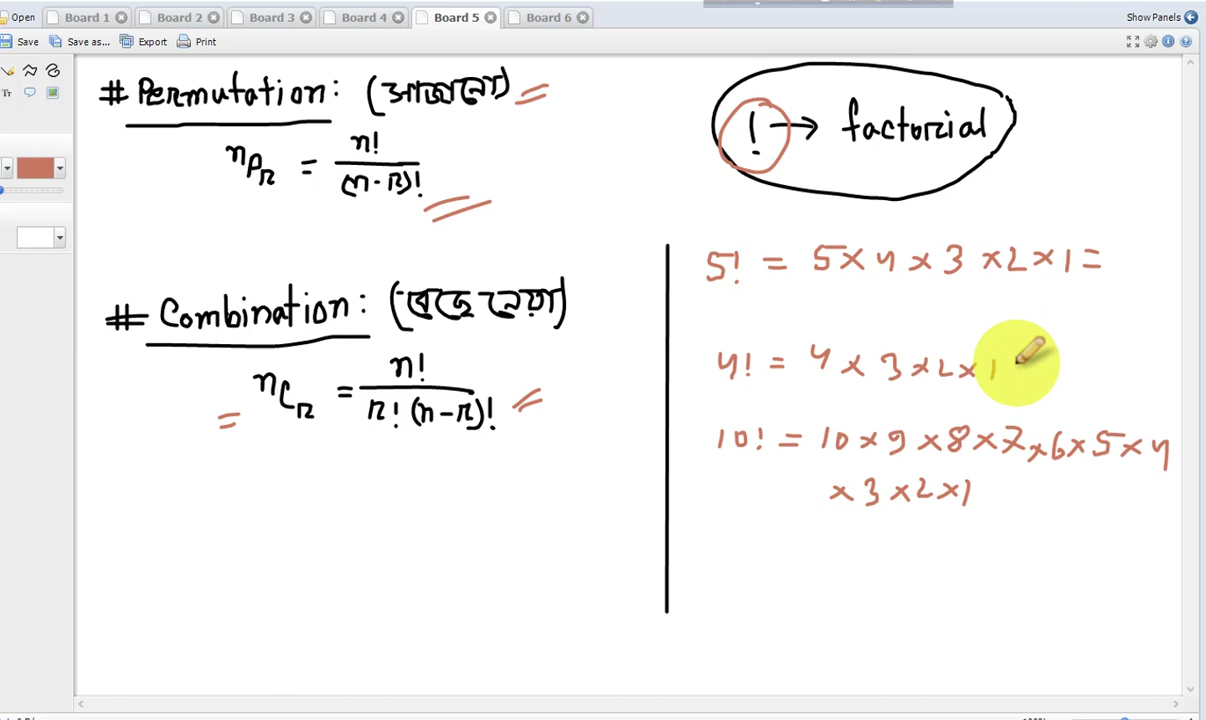 Open Board 1 Board 2 Board 3 Board 4 Board 5 Board 6 Show Panels
Save Save as... Export Print
# Permutation: (সাজানো) =
nPr = n! / (n-r)!
# Combination: (বেছে নেয়া)
= nCr = n! / r! (n-r)!
! → factorial
5! = 5×4×3×2×1=
4! = 4×3×2×1
10! = 10×9×8×7×6×5×4
×3×2×1
Tr